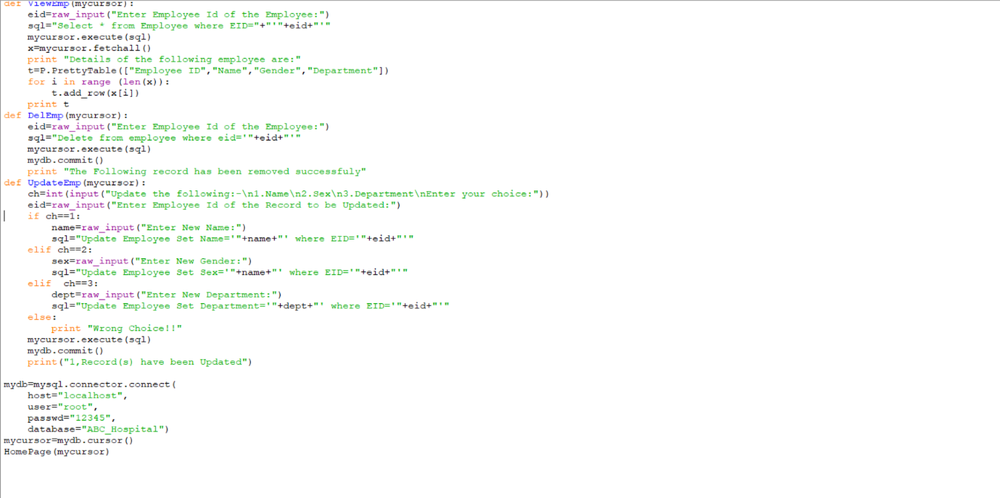 def ViewEmp(mycursor):
    eid=raw_input("Enter Employee Id of the Employee:")
    sql="Select * from Employee where EID="+"'"+eid+"'"
    mycursor.execute(sql)
    x=mycursor.fetchall()
    print "Details of the following employee are:"
    t=P.PrettyTable(["Employee ID","Name","Gender","Department"])
    for i in range (len(x)):
        t.add_row(x[i])
    print t
def DelEmp(mycursor):
    eid=raw_input("Enter Employee Id of the Employee:")
    sql="Delete from employee where eid='"+eid+"'"
    mycursor.execute(sql)
    mydb.commit()
    print "The Following record has been removed successfuly"
def UpdateEmp(mycursor):
    ch=int(input("Update the following:-\n1.Name\n2.Sex\n3.Department\nEnter your choice:"))
    eid=raw_input("Enter Employee Id of the Record to be Updated:")
    if ch==1:
        name=raw_input("Enter New Name:")
        sql="Update Employee Set Name='"+name+"' where EID='"+eid+"'"
    elif ch==2:
        sex=raw_input("Enter New Gender:")
        sql="Update Employee Set Sex='"+name+"' where EID='"+eid+"'"
    elif  ch==3:
        dept=raw_input("Enter New Department:")
        sql="Update Employee Set Department='"+dept+"' where EID='"+eid+"'"
    else:
        print "Wrong Choice!!"
    mycursor.execute(sql)
    mydb.commit()
    print("1,Record(s) have been Updated")

mydb=mysql.connector.connect(
    host="localhost",
    user="root",
    passwd="12345",
    database="ABC_Hospital")
mycursor=mydb.cursor()
HomePage(mycursor)